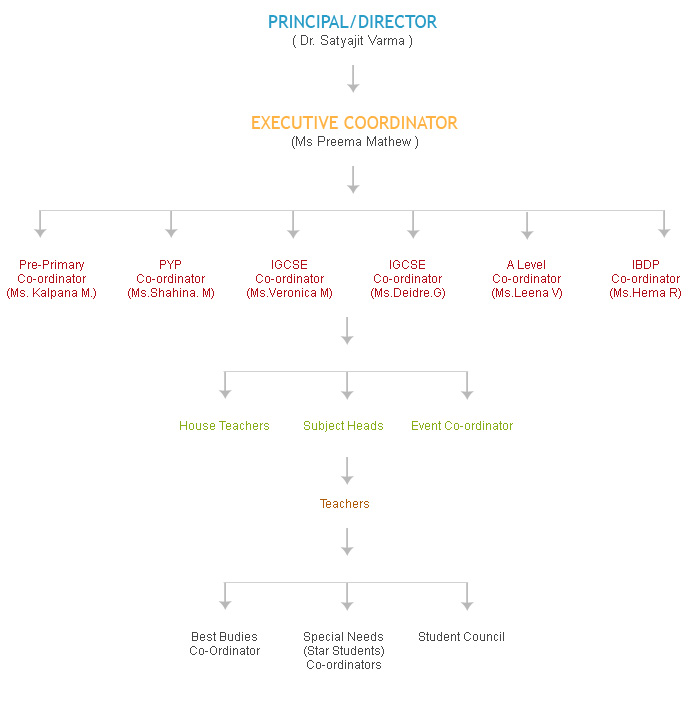 PRINCIPAL/DIRECTOR
( Dr. Satyajit Varma )
EXECUTIVE COORDINATOR
(Ms Preema Mathew )
Pre-Primary
Co-ordinator
(Ms. Kalpana M.)
PYP
Co-ordinator
(Ms.Shahina. M)
IGCSE
Co-ordinator
(Ms.Veronica M)
IGCSE
Co-ordinator
(Ms.Deidre.G)
A Level
Co-ordinator
(Ms.Leena V)
IBDP
Co-ordinator
(Ms.Hema R)
House Teachers
Subject Heads
Event Co-ordinator
Teachers
Best Budies
Co-Ordinator
Special Needs
(Star Students)
Co-ordinators
Student Council